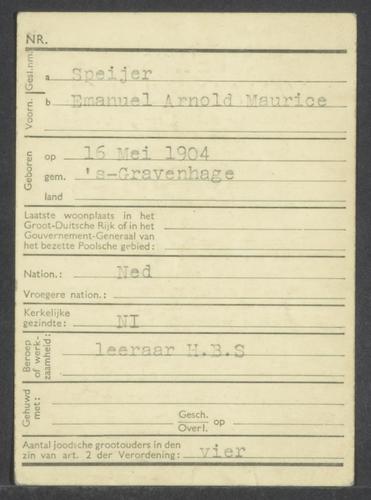 NR.
Gesl.nm. a Speijer
Voorn. b Emanuel Arnold Maurice
Geboren op 16 Mei 1904
gem. 's-Gravenhage
land
Laatste woonplaats in het
Groot-Duitsche Rijk of in het
Gouvernement-Generaal van
het bezette Poolsche gebied:
Nation.: Ned
Vroegere nation.:
Kerkelijke
gezindte: NI
Beroep of werkzaamheid: leeraar H.B.S
Gehuwd met:
Gesch.
Overl. op
Aantal joodsche grootouders in den
zin van art. 2 der Verordening: vier